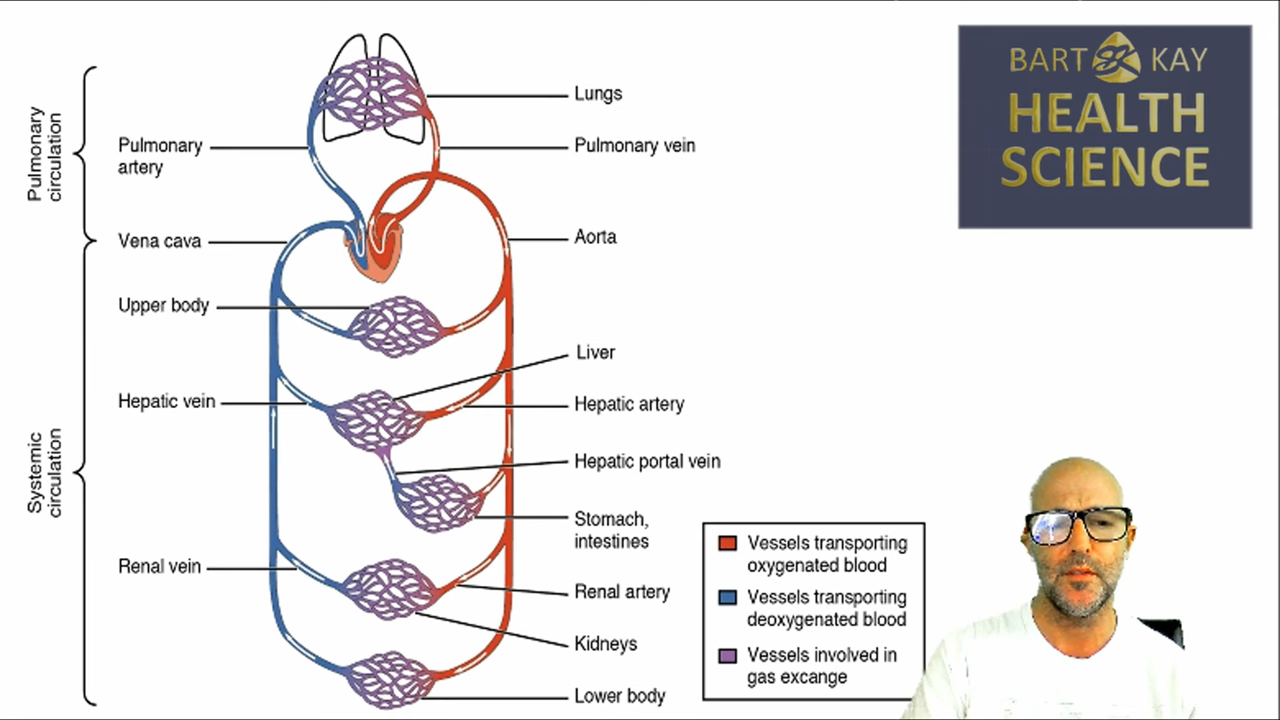 BART KAY
HEALTH
SCIENCE
Pulmonary
circulation
Systemic
circulation
Pulmonary
artery
Vena cava
Upper body
Hepatic vein
Renal vein
Lungs
Pulmonary vein
Aorta
Liver
Hepatic artery
Hepatic portal vein
Stomach,
intestines
Renal artery
Kidneys
Lower body
Vessels transporting
oxygenated blood
Vessels transporting
deoxygenated blood
Vessels involved in
gas excange